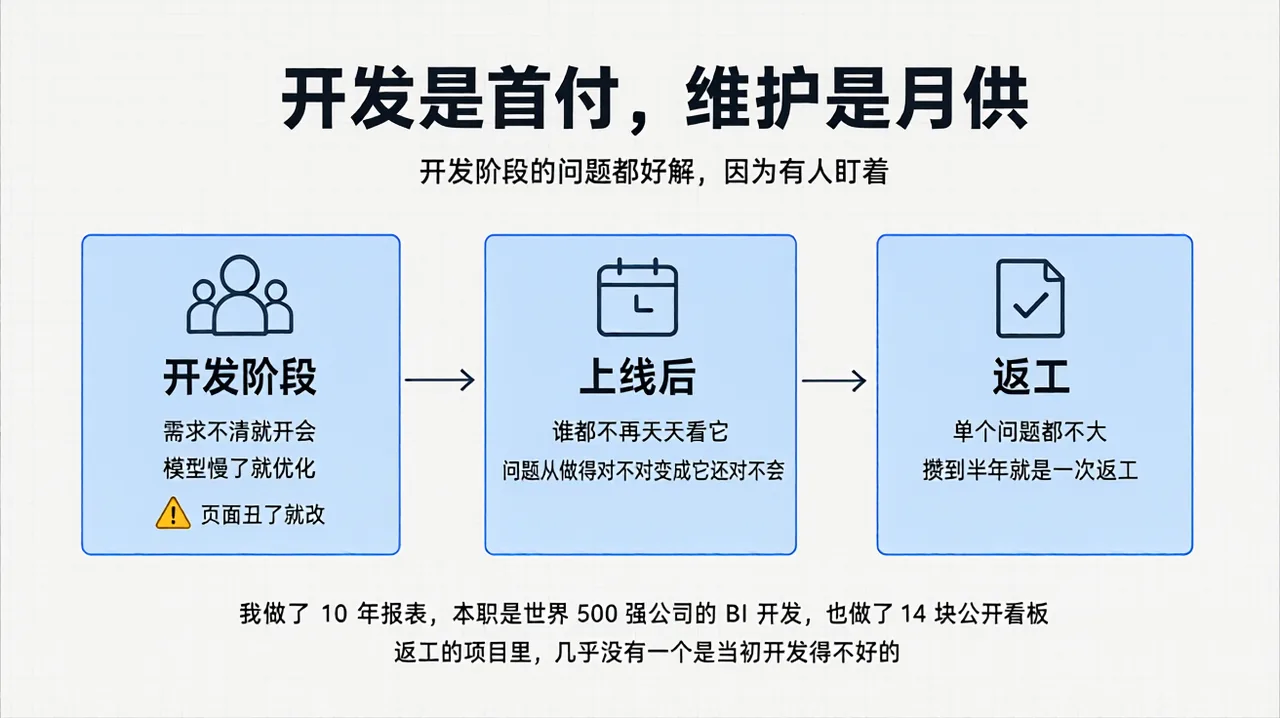 开发是首付，维护是月供
开发阶段的问题都好解，因为有人盯着
开发阶段
需求不清就开会
模型慢了就优化
页面丑了就改
上线后
谁都不再天天看它
问题从做得对不对变成它还对不会
返工
单个问题都不大
攒到半年就是一次返工
我做了 10 年报表，本职是世界 500 强公司的 BI 开发，也做了 14 块公开看板
返工的项目里，几乎没有一个是当初开发得不好的